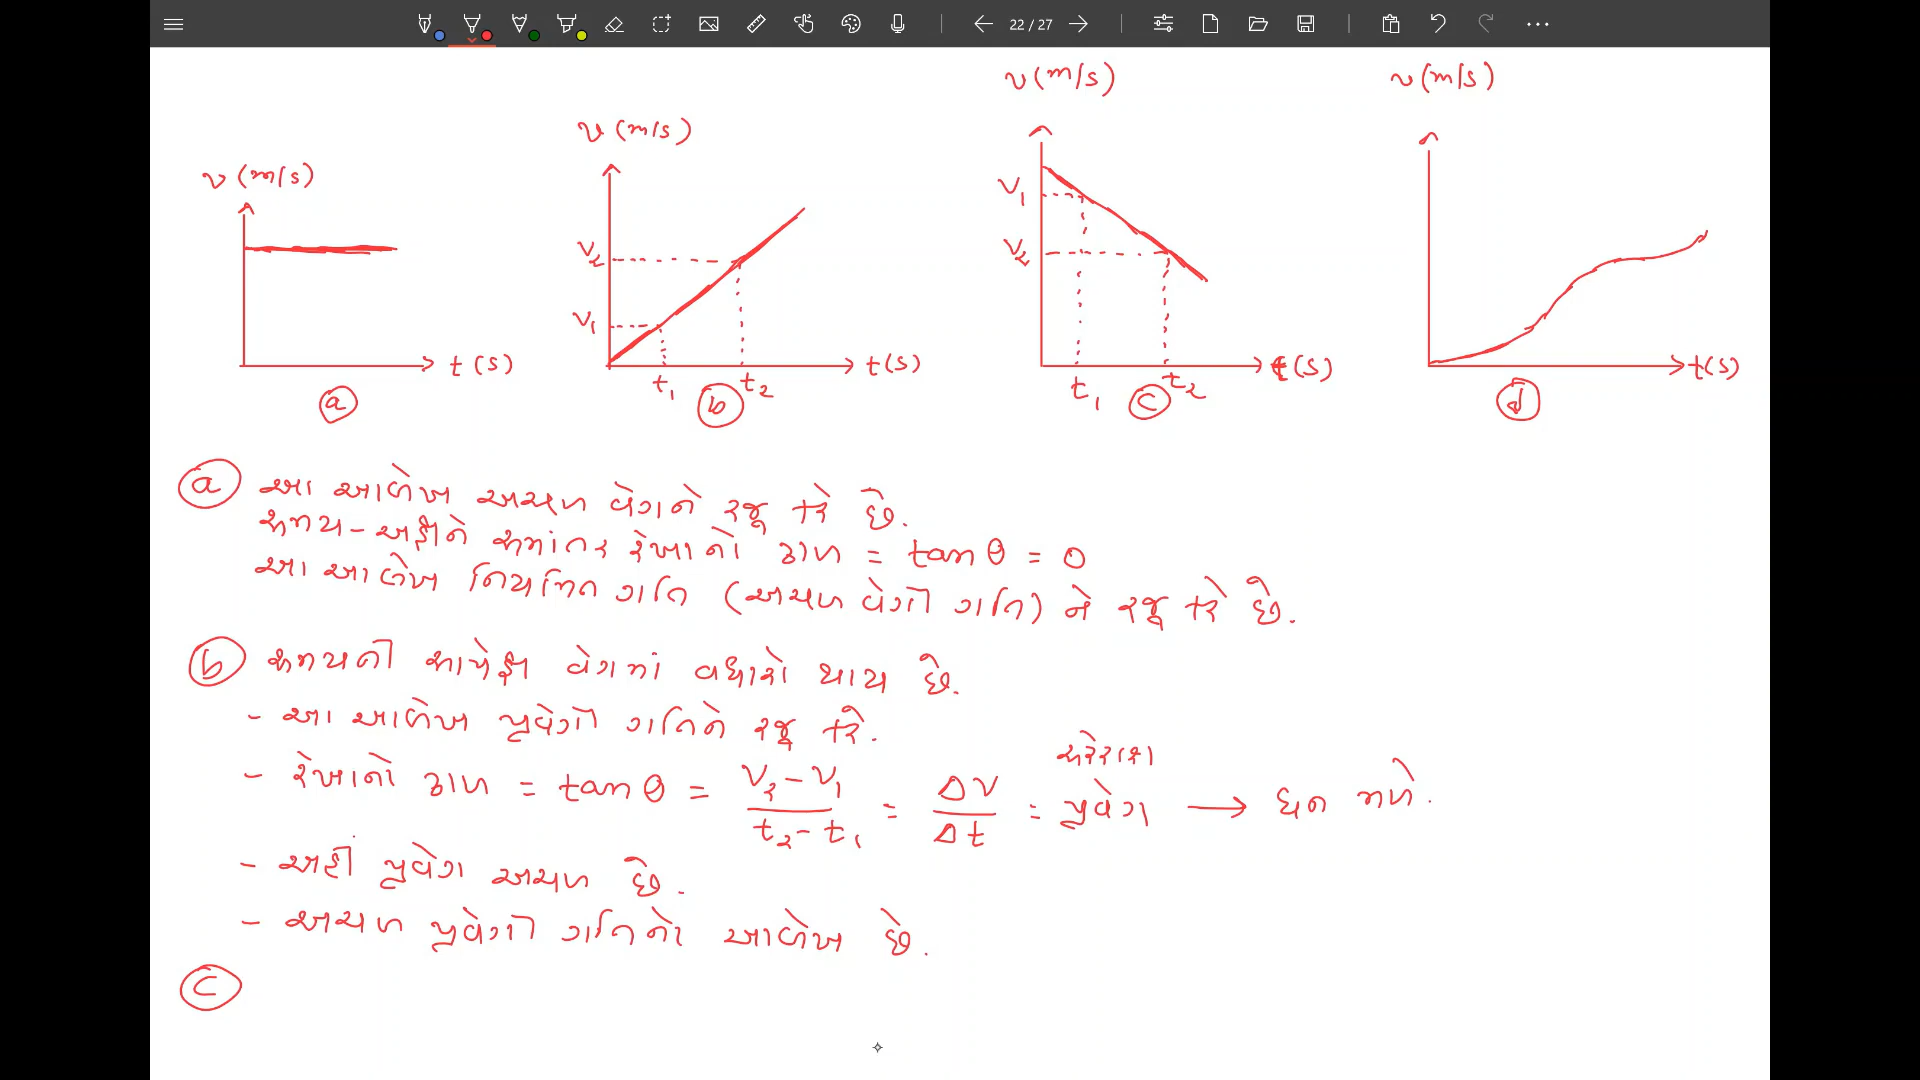 22 / 27
v (m/s)
t (s)
a
v (m/s)
v₂
v₁
t₁ t₂
t (s)
b
v (m/s)
v₁
v₂
t₁ t₂
t (s)
c
v (m/s)
t (s)
d
a આ આલેખ અચળ વેગને રજૂ કરે છે.
સમય-અક્ષને સમાંતર રેખાનો ઢાળ = tan θ = 0
આ આલેખ નિયમિત ગતિ (અચળ વેગી ગતિ) ને રજૂ કરે છે.
b સમયની સાપેક્ષે વેગમાં વધારો થાય છે.
- આ આલેખ પ્રવેગી ગતિને રજૂ કરે.
- રેખાનો ઢાળ = tan θ = v₂ - v₁ / t₂ - t₁ = Δv / Δt = સરેરાશ પ્રવેગ → ધન મળે.
- અહીં પ્રવેગ અચળ છે.
- અચળ પ્રવેગી ગતિનો આલેખ છે.
c